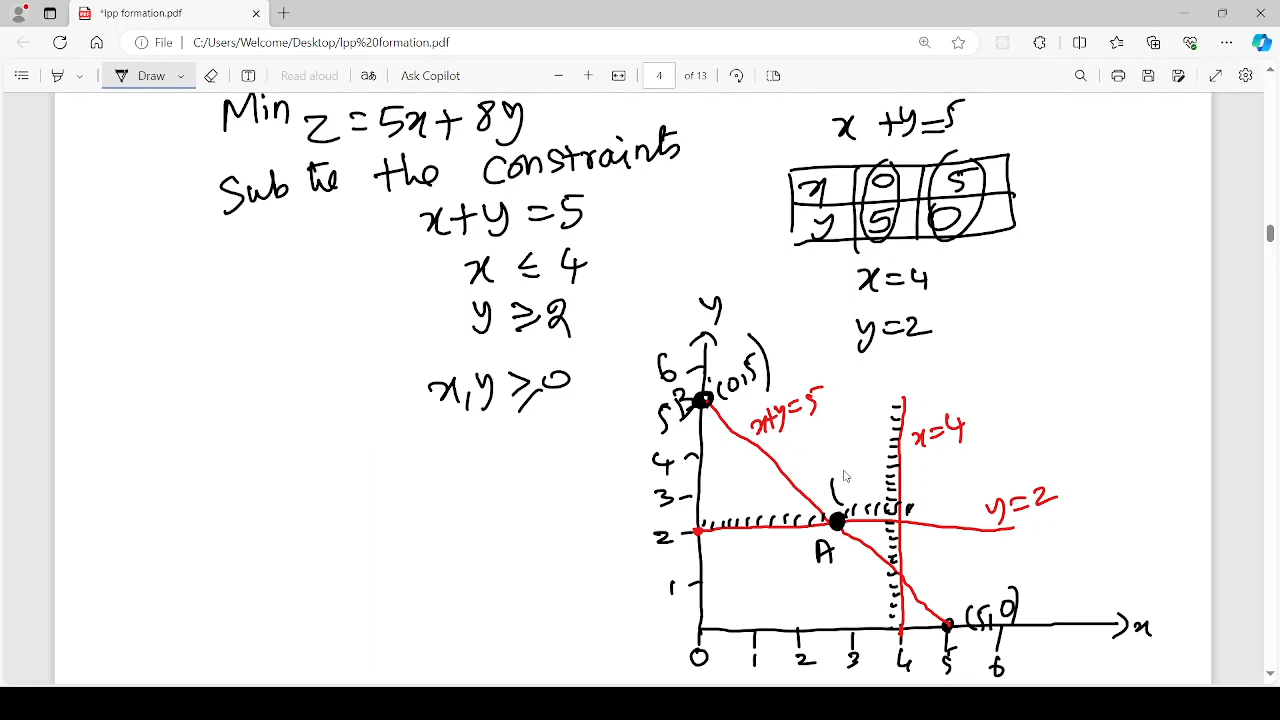 *lpp formation.pdf
File C:/Users/Welcome/Desktop/lpp%20formation.pdf
Draw Read aloud Ask Copilot 4 of 13
Min Z = 5x + 8y
Sub to the constraints
x + y = 5
x ≤ 4
y ≥ 2
x, y ≥ 0
x + y = 5
x 0 5
y 5 0
x = 4
y = 2
y
6
5 B (0,5)
x+y=5
4
x=4
3
(
y=2
2
A
1
(5,0)
x
0 1 2 3 4 5 6